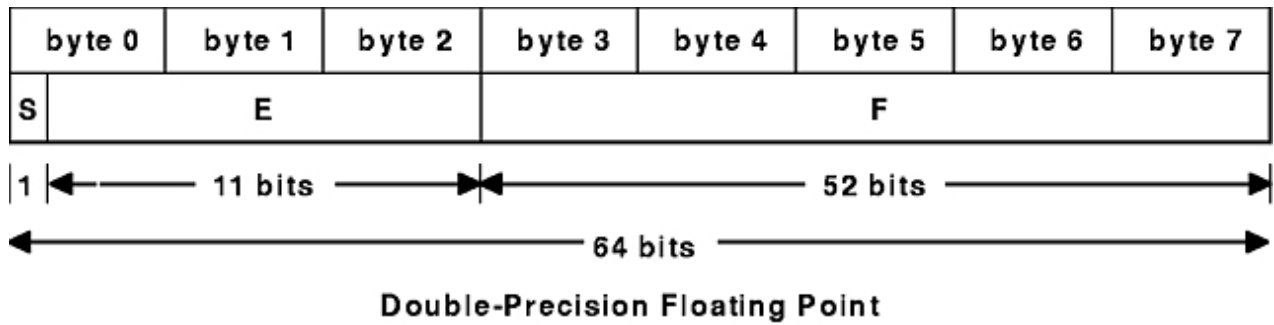 byte 0 byte 1 byte 2 byte 3 byte 4 byte 5 byte 6 byte 7
S E F
1 11 bits 52 bits
64 bits
Double-Precision Floating Point